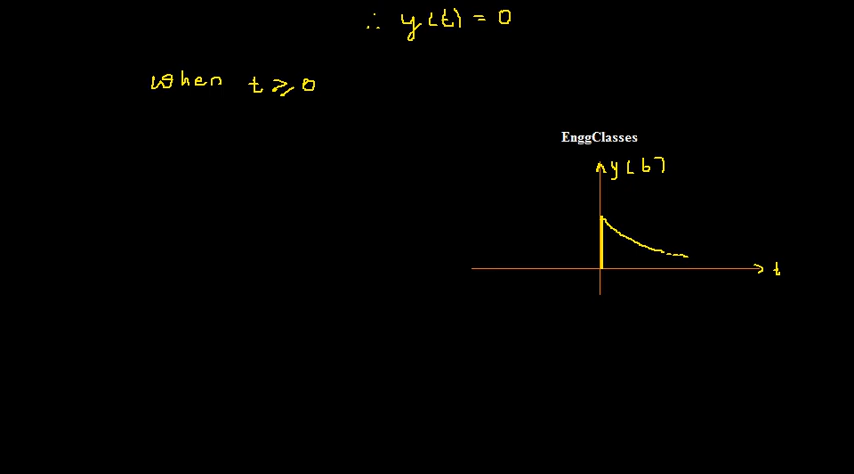 ∴ y(t) = 0
when t ≥ 0
EnggClasses
y(t)
t